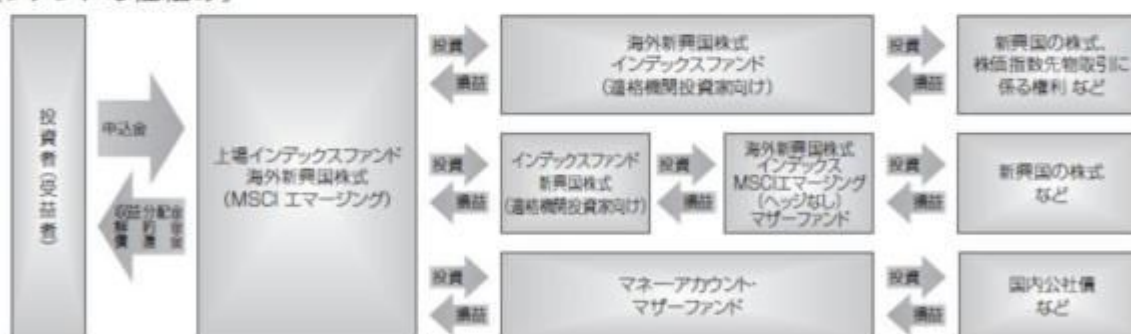 投資者(受益者)
申込金
収益分配金
解約金
償還金
上場インデックスファンド
海外新興国株式
(MSCI エマージング)
投資
損益
海外新興国株式
インデックスファンド
(適格機関投資家向け)
投資
損益
新興国の株式、
株価指数先物取引に
係る権利 など
投資
損益
インデックスファンド
新興国株式
(適格機関投資家向け)
投資
損益
海外新興国株式
インデックス
MSCIエマージング
(ヘッジなし)
マザーファンド
投資
損益
新興国の株式
など
投資
損益
マネー・アカウント・
マザーファンド
投資
損益
国内公社債
など